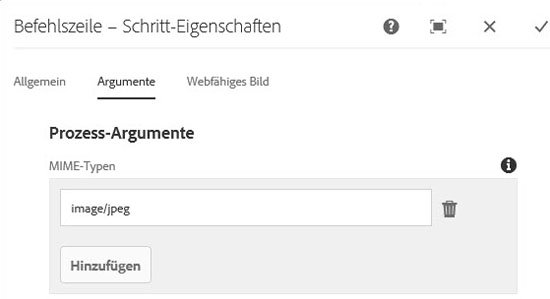 Befehlszeile – Schritt-Eigenschaften
Allgemein Argumente Webfähiges Bild
Prozess-Argumente
MIME-Typen
image/jpeg
Hinzufügen